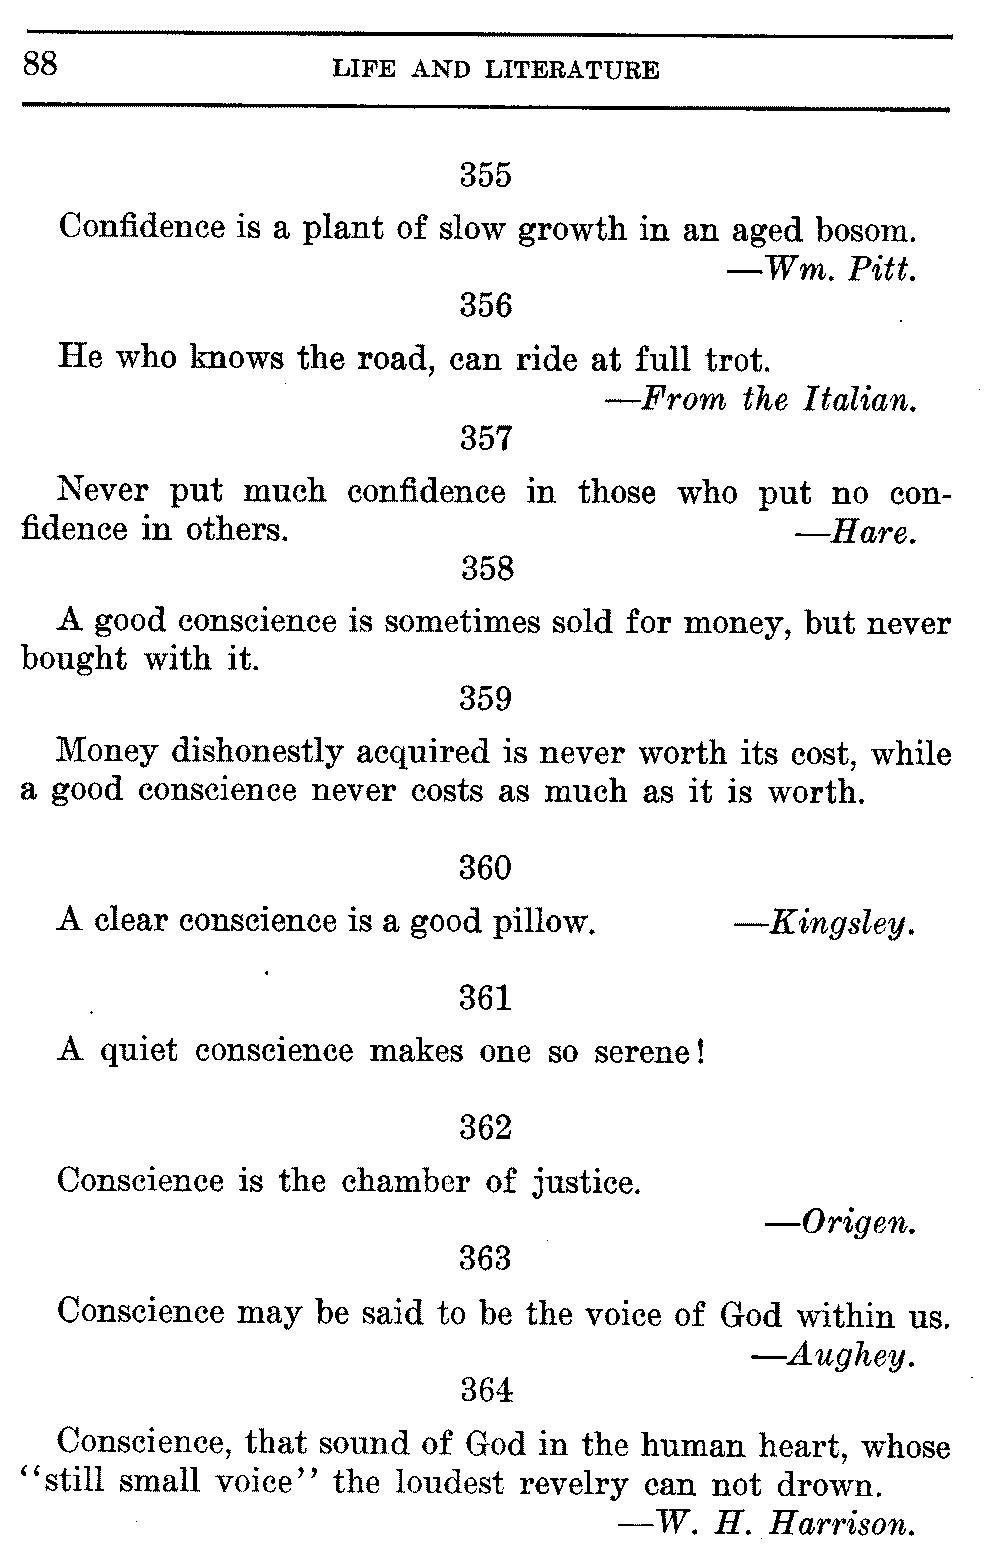 88 LIFE AND LITERATURE
355
Confidence is a plant of slow growth in an aged bosom.
—Wm. Pitt.
356
He who knows the road, can ride at full trot.
—From the Italian.
357
Never put much confidence in those who put no con-
fidence in others. —Hare.
358
A good conscience is sometimes sold for money, but never
bought with it.
359
Money dishonestly acquired is never worth its cost, while
a good conscience never costs as much as it is worth.
360
A clear conscience is a good pillow. —Kingsley.
361
A quiet conscience makes one so serene!
362
Conscience is the chamber of justice.
—Origen.
363
Conscience may be said to be the voice of God within us.
—Aughey.
364
Conscience, that sound of God in the human heart, whose
“still small voice” the loudest revelry can not drown.
—W. H. Harrison.